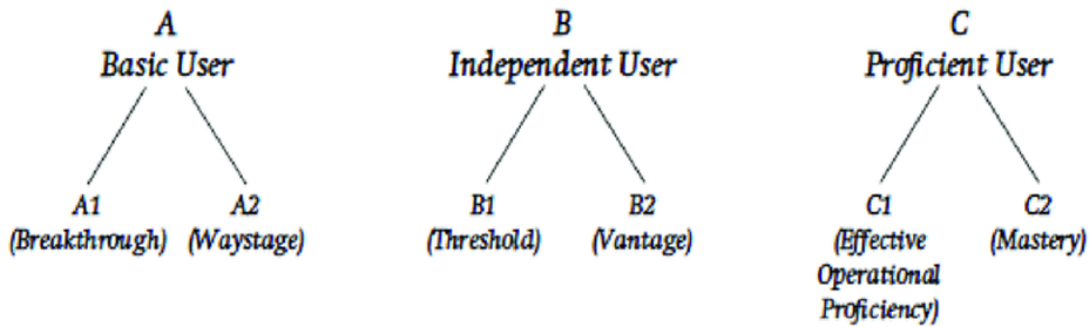 A
Basic User
B
Independent User
C
Proficient User
A1
(Breakthrough)
A2
(Waystage)
B1
(Threshold)
B2
(Vantage)
C1
(Effective
Operational
Proficiency)
C2
(Mastery)